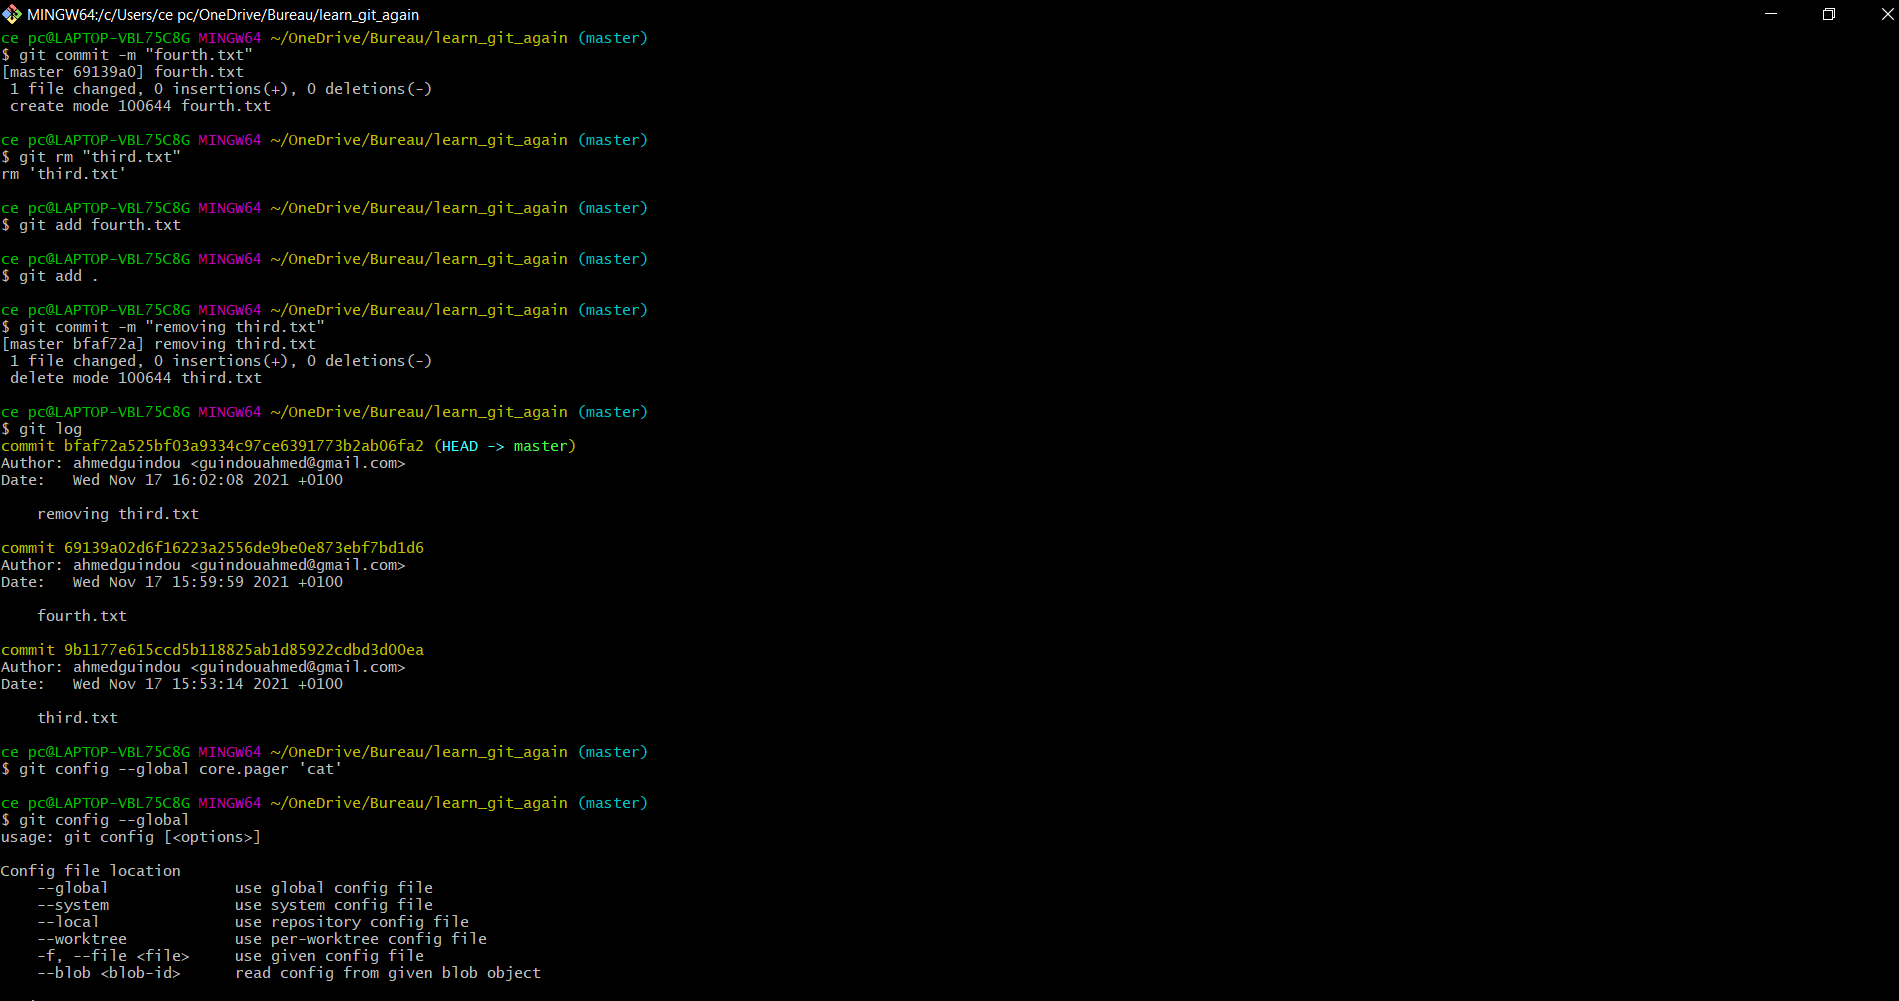 MINGW64:/c/Users/ce pc/OneDrive/Bureau/learn_git_again
ce pc@LAPTOP-VBL75C8G MINGW64 ~/OneDrive/Bureau/learn_git_again (master)
$ git commit -m "fourth.txt"
[master 69139a0] fourth.txt
 1 file changed, 0 insertions(+), 0 deletions(-)
 create mode 100644 fourth.txt

ce pc@LAPTOP-VBL75C8G MINGW64 ~/OneDrive/Bureau/learn_git_again (master)
$ git rm "third.txt"
rm 'third.txt'

ce pc@LAPTOP-VBL75C8G MINGW64 ~/OneDrive/Bureau/learn_git_again (master)
$ git add fourth.txt

ce pc@LAPTOP-VBL75C8G MINGW64 ~/OneDrive/Bureau/learn_git_again (master)
$ git add .

ce pc@LAPTOP-VBL75C8G MINGW64 ~/OneDrive/Bureau/learn_git_again (master)
$ git commit -m "removing third.txt"
[master bfaf72a] removing third.txt
 1 file changed, 0 insertions(+), 0 deletions(-)
 delete mode 100644 third.txt

ce pc@LAPTOP-VBL75C8G MINGW64 ~/OneDrive/Bureau/learn_git_again (master)
$ git log
commit bfaf72a525bf03a9334c97ce6391773b2ab06fa2 (HEAD -> master)
Author: ahmedguindou <guindouahmed@gmail.com>
Date:   Wed Nov 17 16:02:08 2021 +0100

    removing third.txt

commit 69139a02d6f16223a2556de9be0e873ebf7bd1d6
Author: ahmedguindou <guindouahmed@gmail.com>
Date:   Wed Nov 17 15:59:59 2021 +0100

    fourth.txt

commit 9b1177e615ccd5b118825ab1d85922cdbd3d00ea
Author: ahmedguindou <guindouahmed@gmail.com>
Date:   Wed Nov 17 15:53:14 2021 +0100

    third.txt

ce pc@LAPTOP-VBL75C8G MINGW64 ~/OneDrive/Bureau/learn_git_again (master)
$ git config --global core.pager 'cat'

ce pc@LAPTOP-VBL75C8G MINGW64 ~/OneDrive/Bureau/learn_git_again (master)
$ git config --global
usage: git config [<options>]

Config file location
    --global              use global config file
    --system              use system config file
    --local               use repository config file
    --worktree            use per-worktree config file
    -f, --file <file>     use given config file
    --blob <blob-id>      read config from given blob object